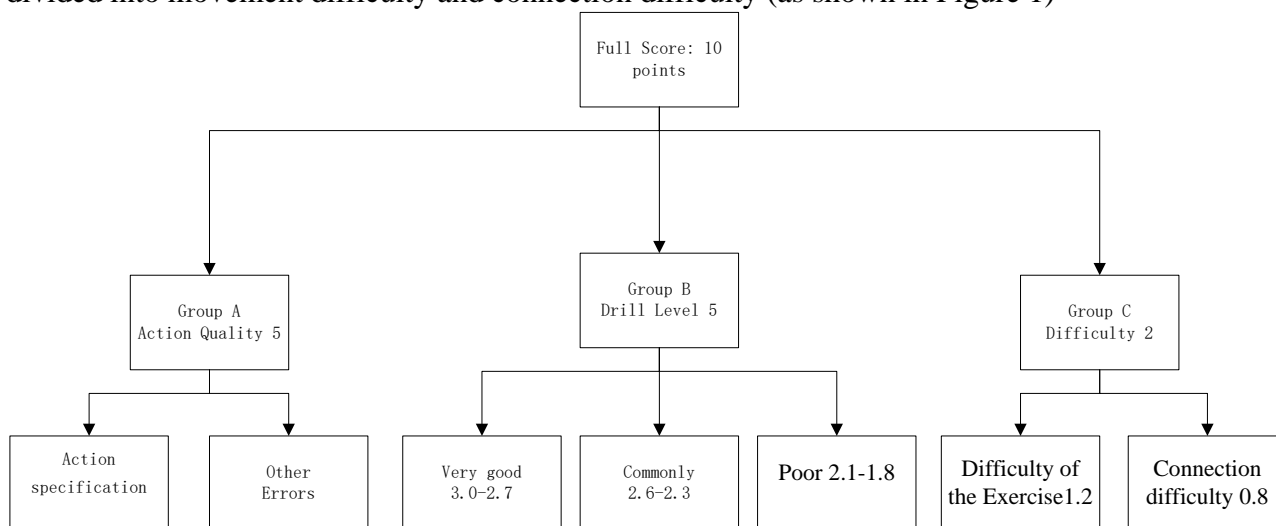 divided into movement difficulty and connection difficulty (as shown in Figure 1)
Full Score: 10
points
Group A
Action Quality 5
Group B
Drill Level 5
Group C
Difficulty 2
Action
specification
Other
Errors
Very good
3.0-2.7
Commonly
2.6-2.3
Poor 2.1-1.8
Difficulty of
the Exercise1.2
Connection
difficulty 0.8